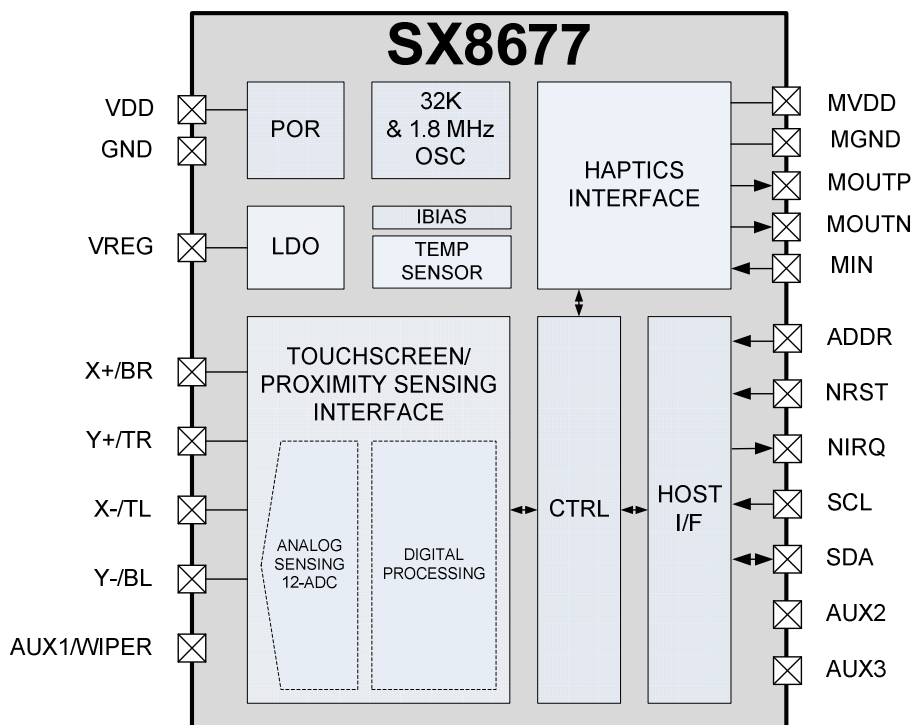 SX8677
VDD
GND
VREG
X+/BR
Y+/TR
X-/TL
Y-/BL
AUX1/WIPER
POR
32K
& 1.8 MHz
OSC
LDO
IBIAS
TEMP
SENSOR
HAPTICS
INTERFACE
TOUCHSCREEN/
PROXIMITY SENSING
INTERFACE
ANALOG
SENSING
12-ADC
DIGITAL
PROCESSING
CTRL
HOST
I/F
MVDD
MGND
MOUTP
MOUTN
MIN
ADDR
NRST
NIRQ
SCL
SDA
AUX2
AUX3